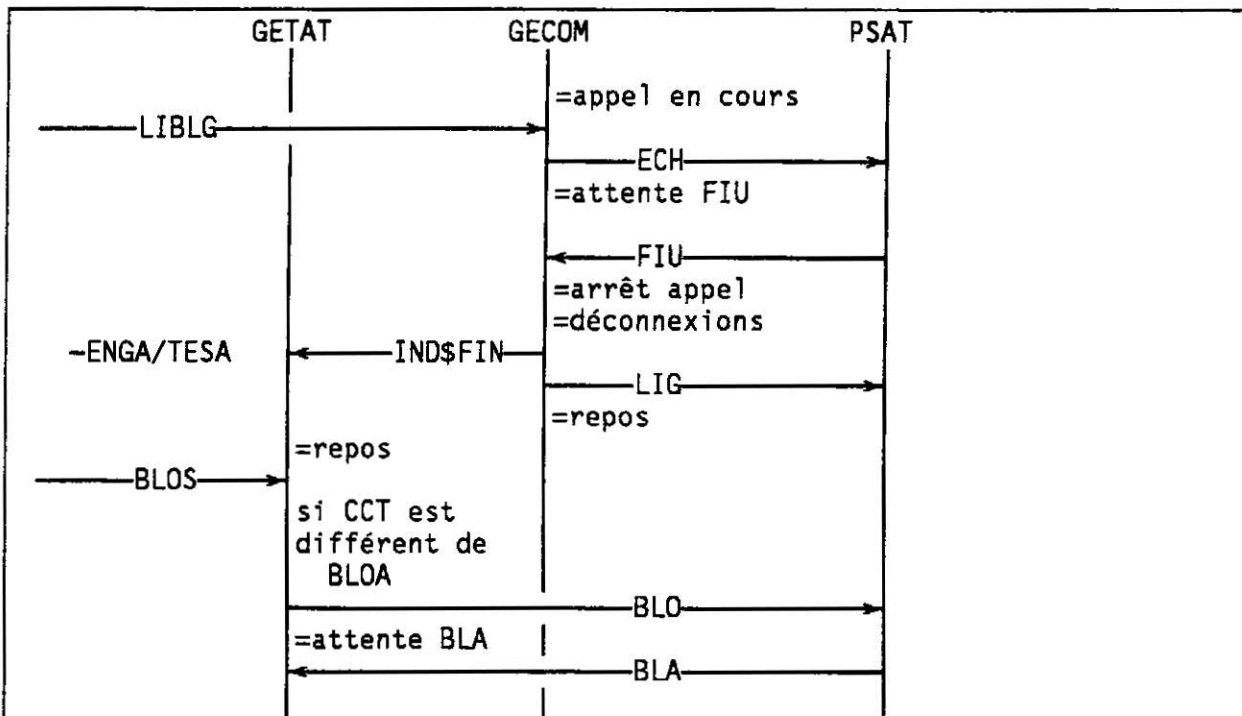 GETAT GECOM PSAT
=appel en cours
LIBLG
ECH
=attente FIU
FIU
=arrêt appel
=déconnexions
-ENGA/TESA IND$FIN
LIG
=repos
=repos
BLOS
si CCT est
différent de
BLOA
BLO
=attente BLA
BLA